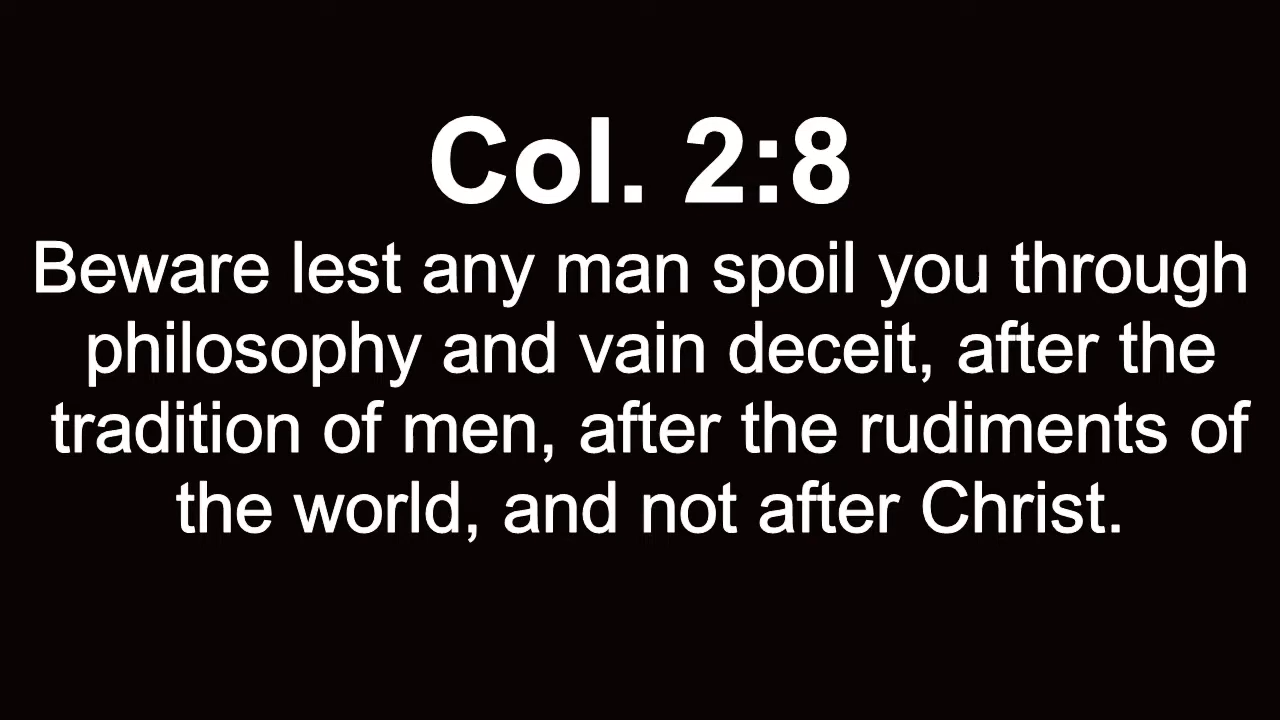 Col. 2:8
Beware lest any man spoil you through
philosophy and vain deceit, after the
tradition of men, after the rudiments of
the world, and not after Christ.